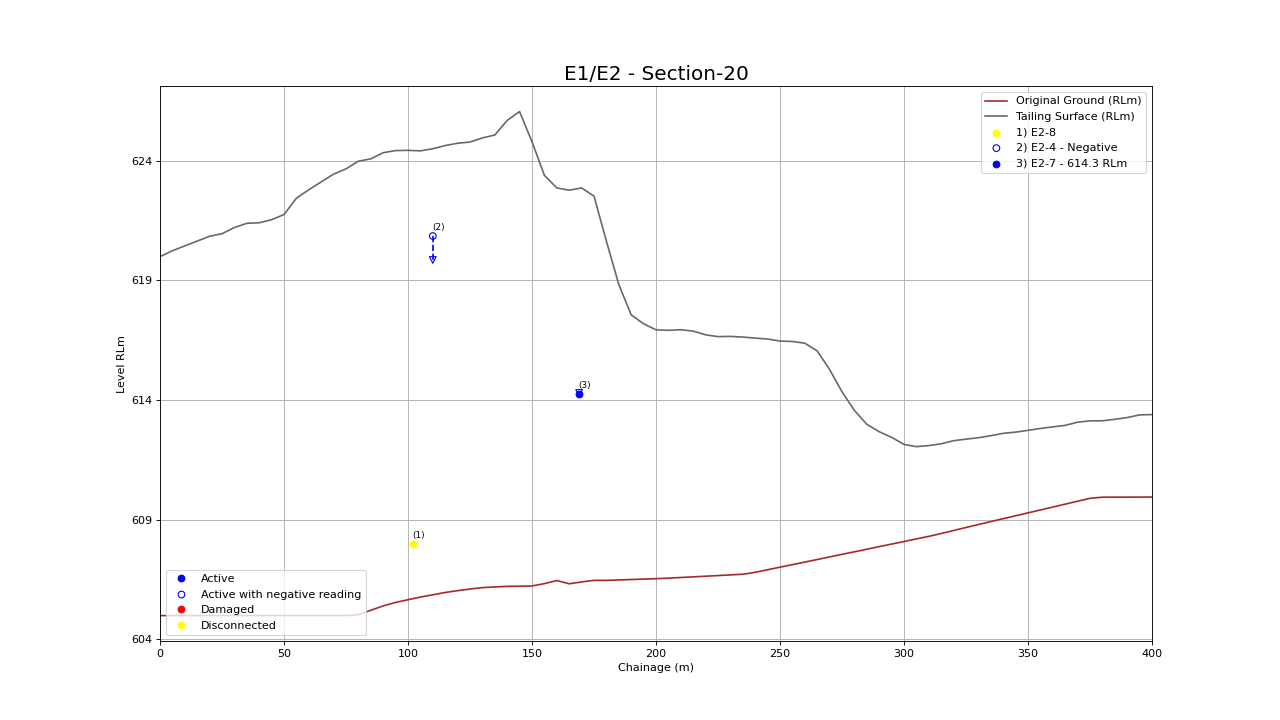 E1/E2 - Section-20
Original Ground (RLm)
Tailing Surface (RLm)
1) E2-8
2) E2-4 - Negative
3) E2-7 - 614.3 RLm
624
619
614
609
604
Level RLm
(2)
(3)
(1)
Active
Active with negative reading
Damaged
Disconnected
0 50 100 150 200 250 300 350 400
Chainage (m)